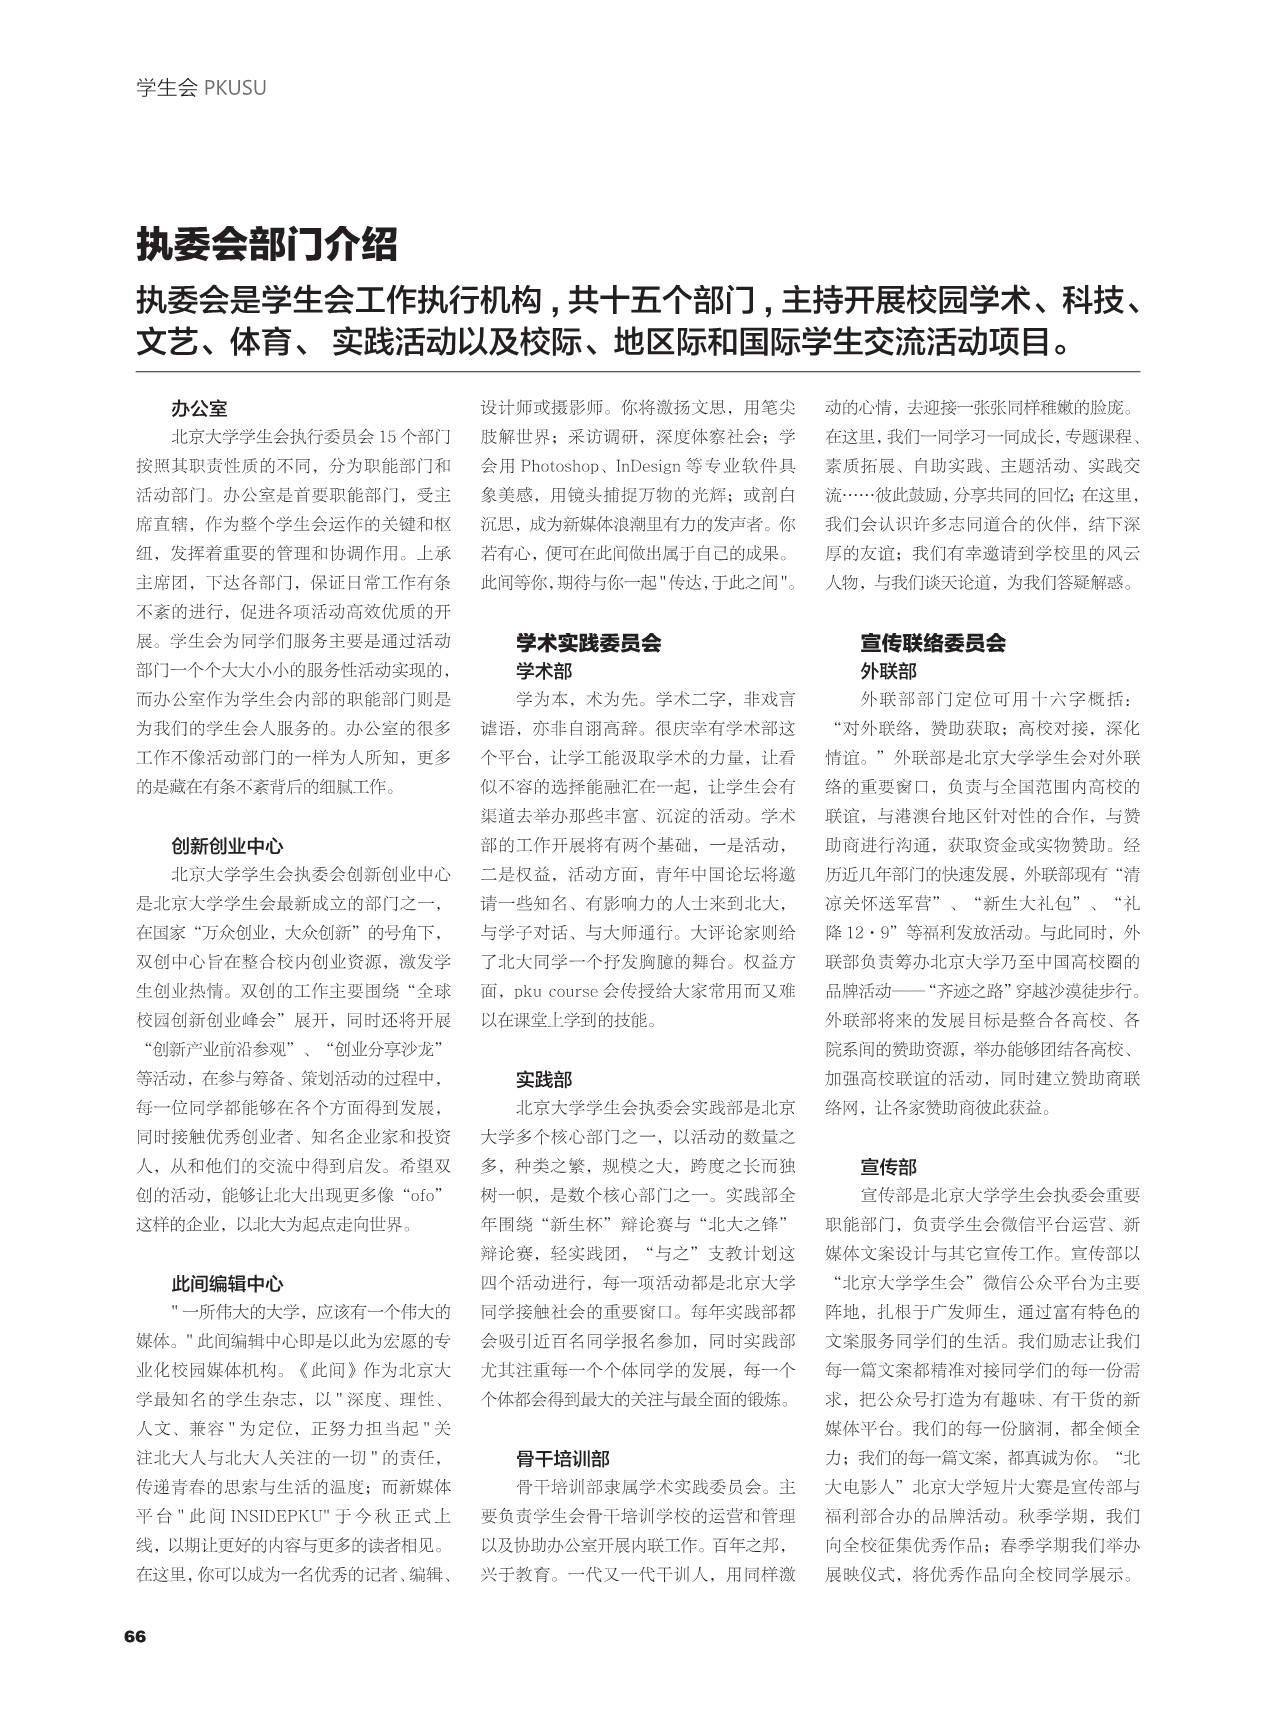 学生会 PKUSU
执委会部门介绍
执委会是学生会工作执行机构，共十五个部门，主持开展校园学术、科技、
文艺、体育、 实践活动以及校际、地区际和国际学生交流活动项目。
办公室
北京大学学生会执行委员会 15 个部门
按照其职责性质的不同，分为职能部门和
活动部门。办公室是首要职能部门，受主
席直辖，作为整个学生会运作的关键和枢
纽，发挥着重要的管理和协调作用。上承
主席团，下达各部门，保证日常工作有条
不紊的进行，促进各项活动高效优质的开
展。学生会为同学们服务主要是通过活动
部门一个个大大小小的服务性活动实现的，
而办公室作为学生会内部的职能部门则是
为我们的学生会人服务的。办公室的很多
工作不像活动部门的一样为人所知，更多
的是藏在有条不紊背后的细腻工作。
创新创业中心
北京大学学生会执委会创新创业中心
是北京大学学生会最新成立的部门之一，
在国家“万众创业，大众创新”的号角下，
双创中心旨在整合校内创业资源，激发学
生创业热情。双创的工作主要围绕“全球
校园创新创业峰会”展开，同时还将开展
“创新产业前沿参观”、“创业分享沙龙”
等活动，在参与筹备、策划活动的过程中，
每一位同学都能够在各个方面得到发展，
同时接触优秀创业者、知名企业家和投资
人，从和他们的交流中得到启发。希望双
创的活动，能够让北大出现更多像“ofo”
这样的企业，以北大为起点走向世界。
此间编辑中心
"一所伟大的大学，应该有一个伟大的
媒体。"此间编辑中心即是以此为宏愿的专
业化校园媒体机构。《此间》作为北京大
学最知名的学生杂志，以"深度、理性、
人文、兼容"为定位，正努力担当起"关
注北大人与北大人关注的一切"的责任，
传递青春的思索与生活的温度；而新媒体
平台"此间 INSIDEPKU"于今秋正式上
线，以期让更好的内容与更多的读者相见。
在这里，你可以成为一名优秀的记者、编辑、
设计师或摄影师。你将激扬文思，用笔尖
肢解世界；采访调研，深度体察社会；学
会用 Photoshop、InDesign 等专业软件具
象美感，用镜头捕捉万物的光辉；或剖白
沉思，成为新媒体浪潮里有力的发声者。你
若有心，便可在此间做出属于自己的成果。
此间等你，期待与你一起"传达，于此之间"。
学术实践委员会
学术部
学为本，术为先。学术二字，非戏言
谑语，亦非自诩高辞。很庆幸有学术部这
个平台，让学工能汲取学术的力量，让看
似不容的选择能融汇在一起，让学生会有
渠道去举办那些丰富、沉淀的活动。学术
部的工作开展将有两个基础，一是活动，
二是权益，活动方面，青年中国论坛将邀
请一些知名、有影响力的人士来到北大，
与学子对话、与大师通行。大评论家则给
了北大同学一个抒发胸臆的舞台。权益方
面，pku course 会传授给大家常用而又难
以在课堂上学到的技能。
实践部
北京大学学生会执委会实践部是北京
大学多个核心部门之一，以活动的数量之
多，种类之繁，规模之大，跨度之长而独
树一帜，是数个核心部门之一。实践部全
年围绕“新生杯”辩论赛与“北大之锋”
辩论赛，轻实践团，“与之”支教计划这
四个活动进行，每一项活动都是北京大学
同学接触社会的重要窗口。每年实践部都
会吸引近百名同学报名参加，同时实践部
尤其注重每一个个体同学的发展，每一个
个体都会得到最大的关注与最全面的锻炼。
骨干培训部
骨干培训部隶属学术实践委员会。主
要负责学生会骨干培训学校的运营和管理
以及协助办公室开展内联工作。百年之邦，
兴于教育。一代又一代干训人，用同样激
动的心情，去迎接一张张同样稚嫩的脸庞。
在这里，我们一同学习一同成长，专题课程、
素质拓展、自助实践、主题活动、实践交
流……彼此鼓励，分享共同的回忆；在这里，
我们会认识许多志同道合的伙伴，结下深
厚的友谊；我们有幸邀请到学校里的风云
人物，与我们谈天论道，为我们答疑解惑。
宣传联络委员会
外联部
外联部部门定位可用十六字概括：
“对外联络，赞助获取；高校对接，深化
情谊。”外联部是北京大学学生会对外联
络的重要窗口，负责与全国范围内高校的
联谊，与港澳台地区针对性的合作，与赞
助商进行沟通，获取资金或实物赞助。经
历近几年部门的快速发展，外联部现有“清
凉关怀送军营”、“新生大礼包”、“礼
降 12·9”等福利发放活动。与此同时，外
联部负责筹办北京大学乃至中国高校圈的
品牌活动——“齐迹之路”穿越沙漠徒步行。
外联部将来的发展目标是整合各高校、各
院系间的赞助资源，举办能够团结各高校、
加强高校联谊的活动，同时建立赞助商联
络网，让各家赞助商彼此获益。
宣传部
宣传部是北京大学学生会执委会重要
职能部门，负责学生会微信平台运营、新
媒体文案设计与其它宣传工作。宣传部以
“北京大学学生会”微信公众平台为主要
阵地，扎根于广发师生，通过富有特色的
文案服务同学们的生活。我们励志让我们
每一篇文案都精准对接同学们的每一份需
求，把公众号打造为有趣味、有干货的新
媒体平台。我们的每一份脑洞，都全倾全
力；我们的每一篇文案，都真诚为你。“北
大电影人”北京大学短片大赛是宣传部与
福利部合办的品牌活动。秋季学期，我们
向全校征集优秀作品；春季学期我们举办
展映仪式，将优秀作品向全校同学展示。
66